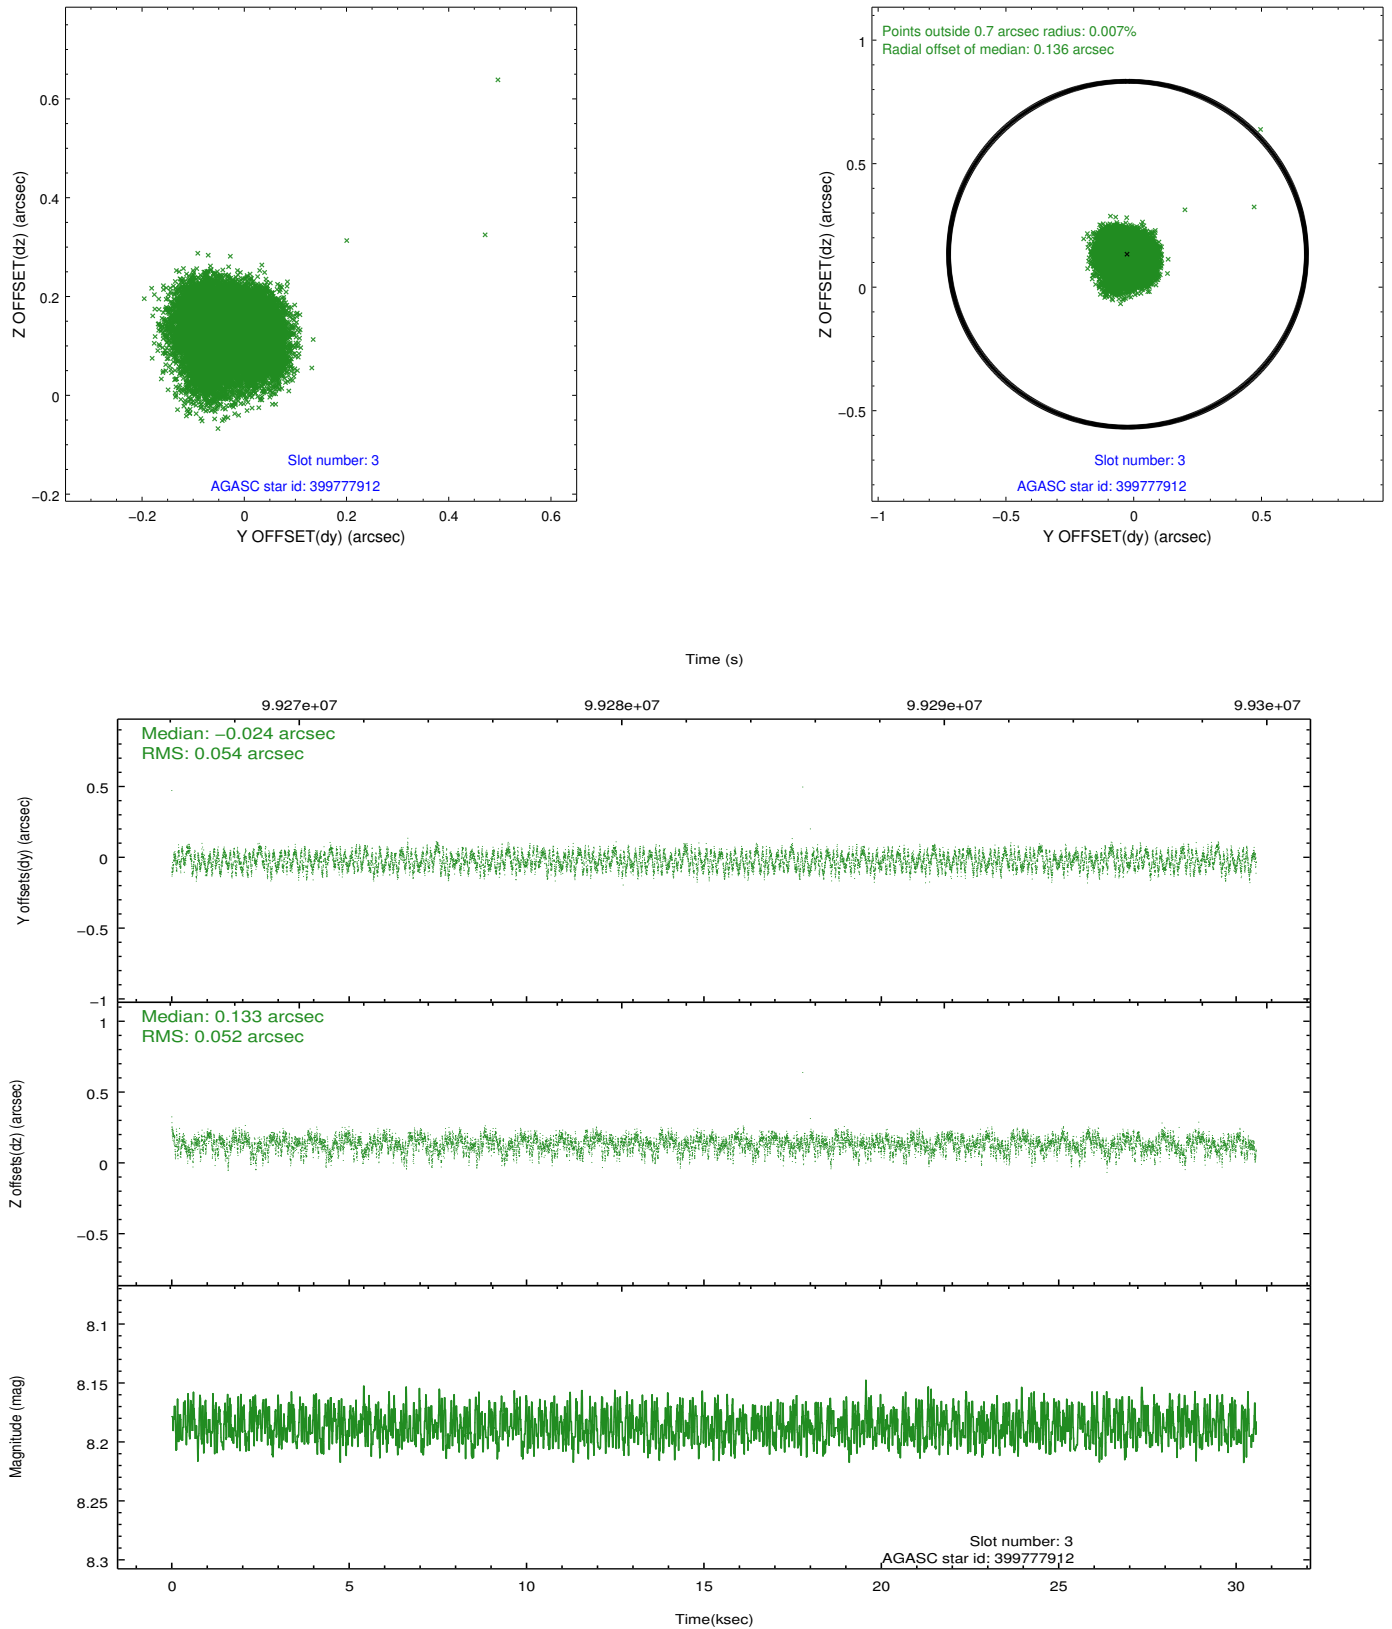 0.6
0.4
0.2
0
−0.2
Z OFFSET(dz) (arcsec)
Slot number: 3
AGASC star id: 399777912
−0.2 0 0.2 0.4 0.6
Y OFFSET(dy) (arcsec)
Points outside 0.7 arcsec radius: 0.007%
Radial offset of median: 0.136 arcsec
1
0.5
0
−0.5
Z OFFSET(dz) (arcsec)
Slot number: 3
AGASC star id: 399777912
−1 −0.5 0 0.5
Y OFFSET(dy) (arcsec)
Time (s)
9.927e+07 9.928e+07 9.929e+07 9.93e+07
Median: −0.024 arcsec
RMS: 0.054 arcsec
0.5
0
−0.5
−1
Y offsets(dy) (arcsec)
Median: 0.133 arcsec
RMS: 0.052 arcsec
1
0.5
0
−0.5
Z offsets(dz) (arcsec)
8.1
8.15
8.2
8.25
8.3
Magnitude (mag)
Slot number: 3
AGASC star id: 399777912
0 5 10 15 20 25 30
Time(ksec)